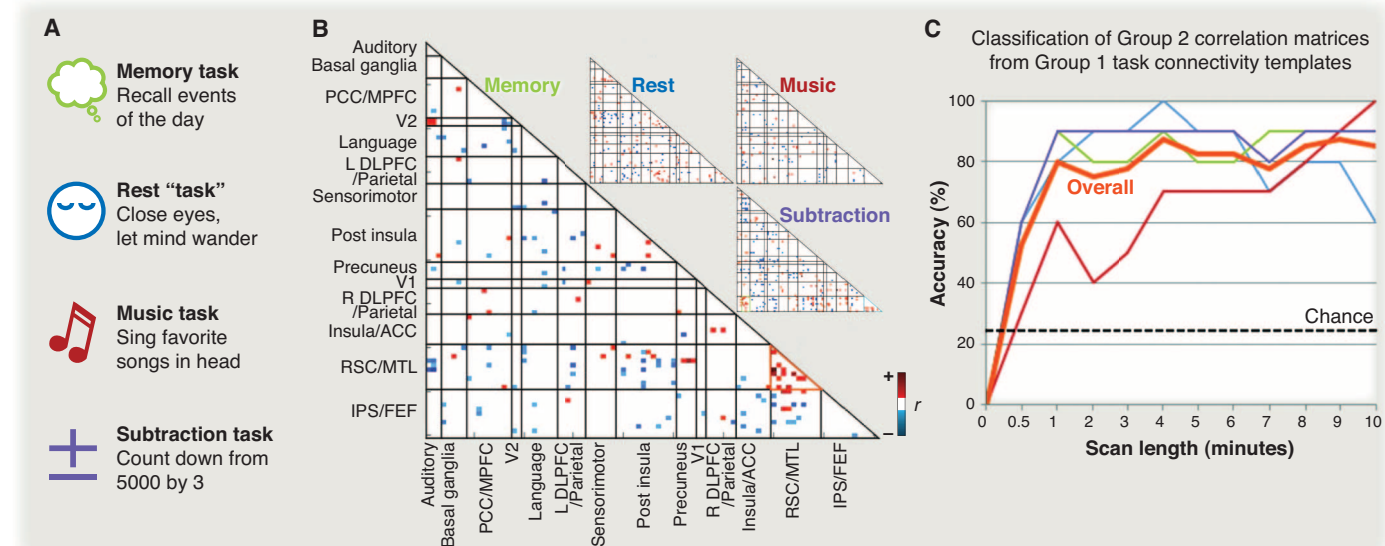 A
Memory task
Recall events
of the day
Rest “task”
Close eyes,
let mind wander
Music task
Sing favorite
songs in head
Subtraction task
Count down from
5000 by 3
B
Auditory
Basal ganglia
PCC/MPFC
V2
Language
L DLPFC
/Parietal
Sensorimotor
Post insula
Precuneus
V1
R DLPFC
/Parietal
Insula/ACC
RSC/MTL
IPS/FEF
Memory
Rest
Music
Subtraction
+
r
–
Auditory
Basal ganglia
PCC/MPFC
V2
Language
L DLPFC
/Parietal
Sensorimotor
Post insula
Precuneus
V1
R DLPFC
/Parietal
Insula/ACC
RSC/MTL
IPS/FEF
C
Classification of Group 2 correlation matrices
from Group 1 task connectivity templates
Accuracy (%)
100
80
60
40
20
0
Overall
Chance
0 0.5 1 2 3 4 5 6 7 8 9 10
Scan length (minutes)